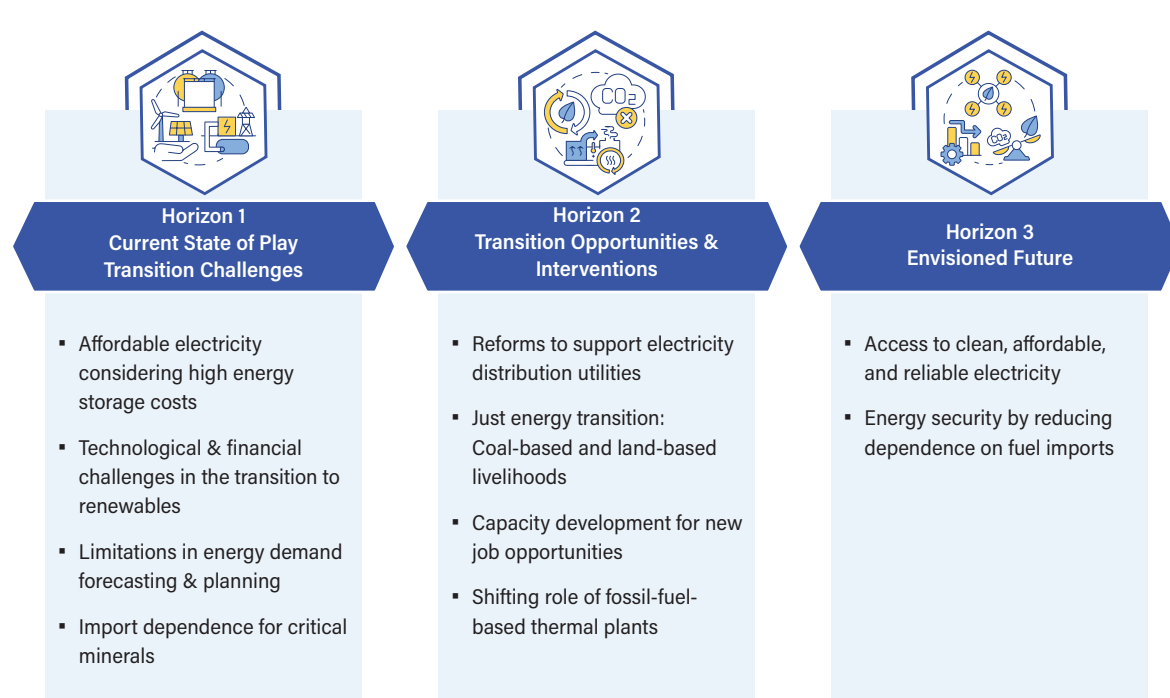 CO₂
CO₂
Horizon 1
Current State of Play
Transition Challenges
Horizon 2
Transition Opportunities &
Interventions
Horizon 3
Envisioned Future
▪ Affordable electricity
considering high energy
storage costs
▪ Technological & financial
challenges in the transition to
renewables
▪ Limitations in energy demand
forecasting & planning
▪ Import dependence for critical
minerals
▪ Reforms to support electricity
distribution utilities
▪ Just energy transition:
Coal-based and land-based
livelihoods
▪ Capacity development for new
job opportunities
▪ Shifting role of fossil-fuel-
based thermal plants
▪ Access to clean, affordable,
and reliable electricity
▪ Energy security by reducing
dependence on fuel imports